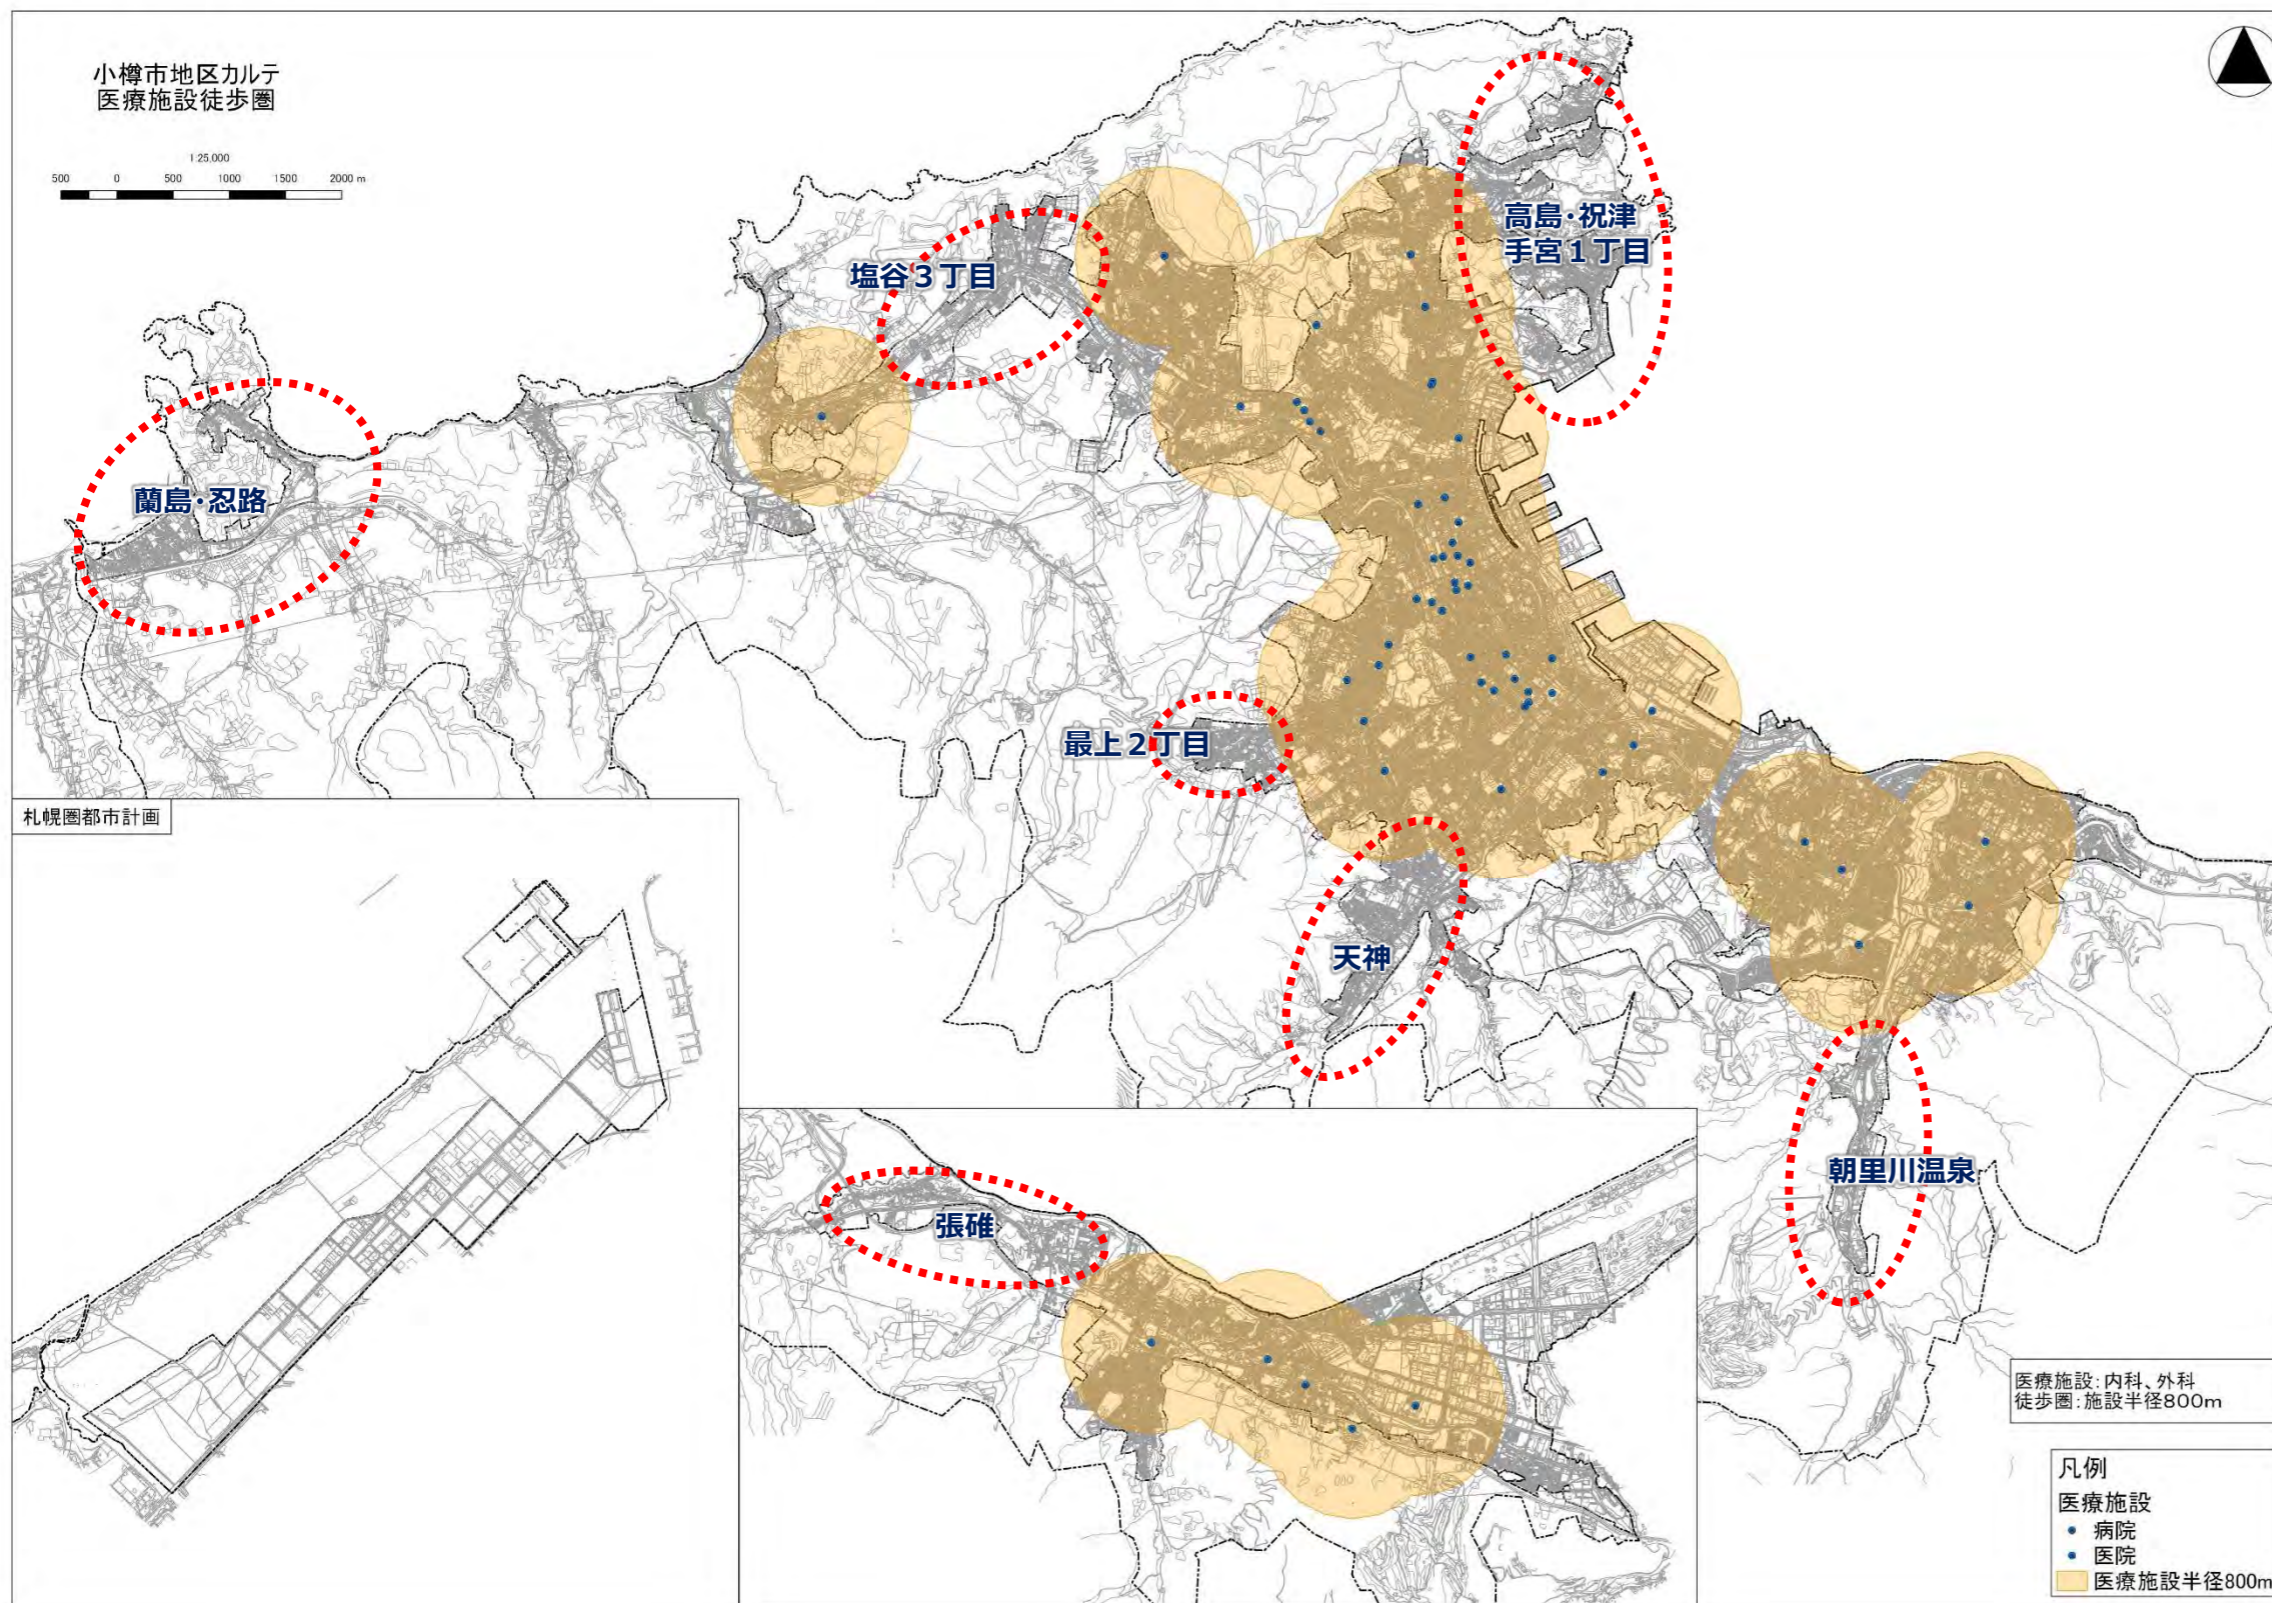 小樽市地区カルテ
医療施設徒歩圏
1:25,000
500 0 500 1000 1500 2000 m
高島・祝津
手宮１丁目
塩谷３丁目
蘭島・忍路
最上２丁目
天神
朝里川温泉
張碓
札幌圏都市計画
医療施設：内科、外科
徒歩圏：施設半径800m
凡例
医療施設
病院
医院
医療施設半径800m